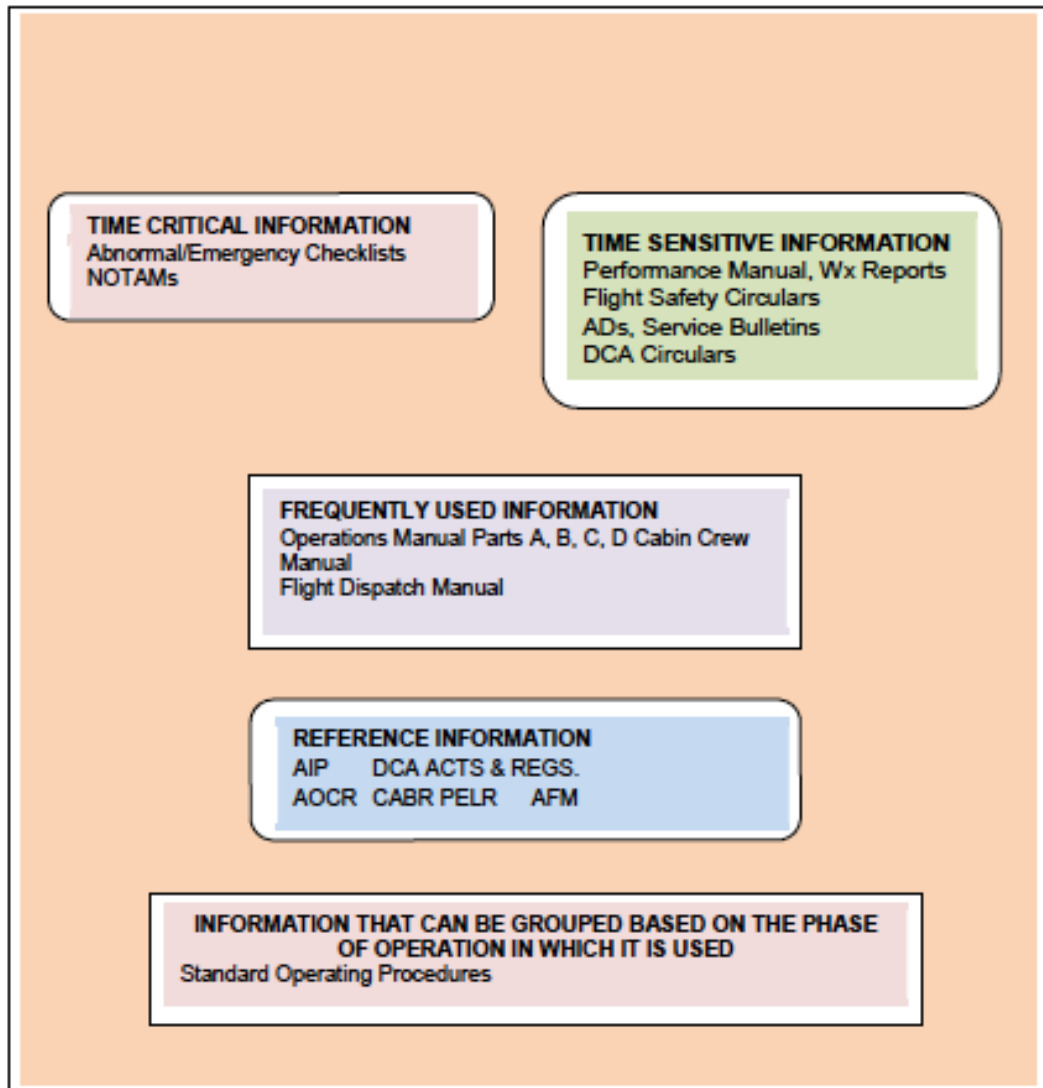 TIME CRITICAL INFORMATION
Abnormal/Emergency Checklists
NOTAMs
TIME SENSITIVE INFORMATION
Performance Manual, Wx Reports
Flight Safety Circulars
ADs, Service Bulletins
DCA Circulars
FREQUENTLY USED INFORMATION
Operations Manual Parts A, B, C, D Cabin Crew
Manual
Flight Dispatch Manual
REFERENCE INFORMATION
AIP DCA ACTS & REGS.
AOCR CABR PELR AFM
INFORMATION THAT CAN BE GROUPED BASED ON THE PHASE
OF OPERATION IN WHICH IT IS USED
Standard Operating Procedures